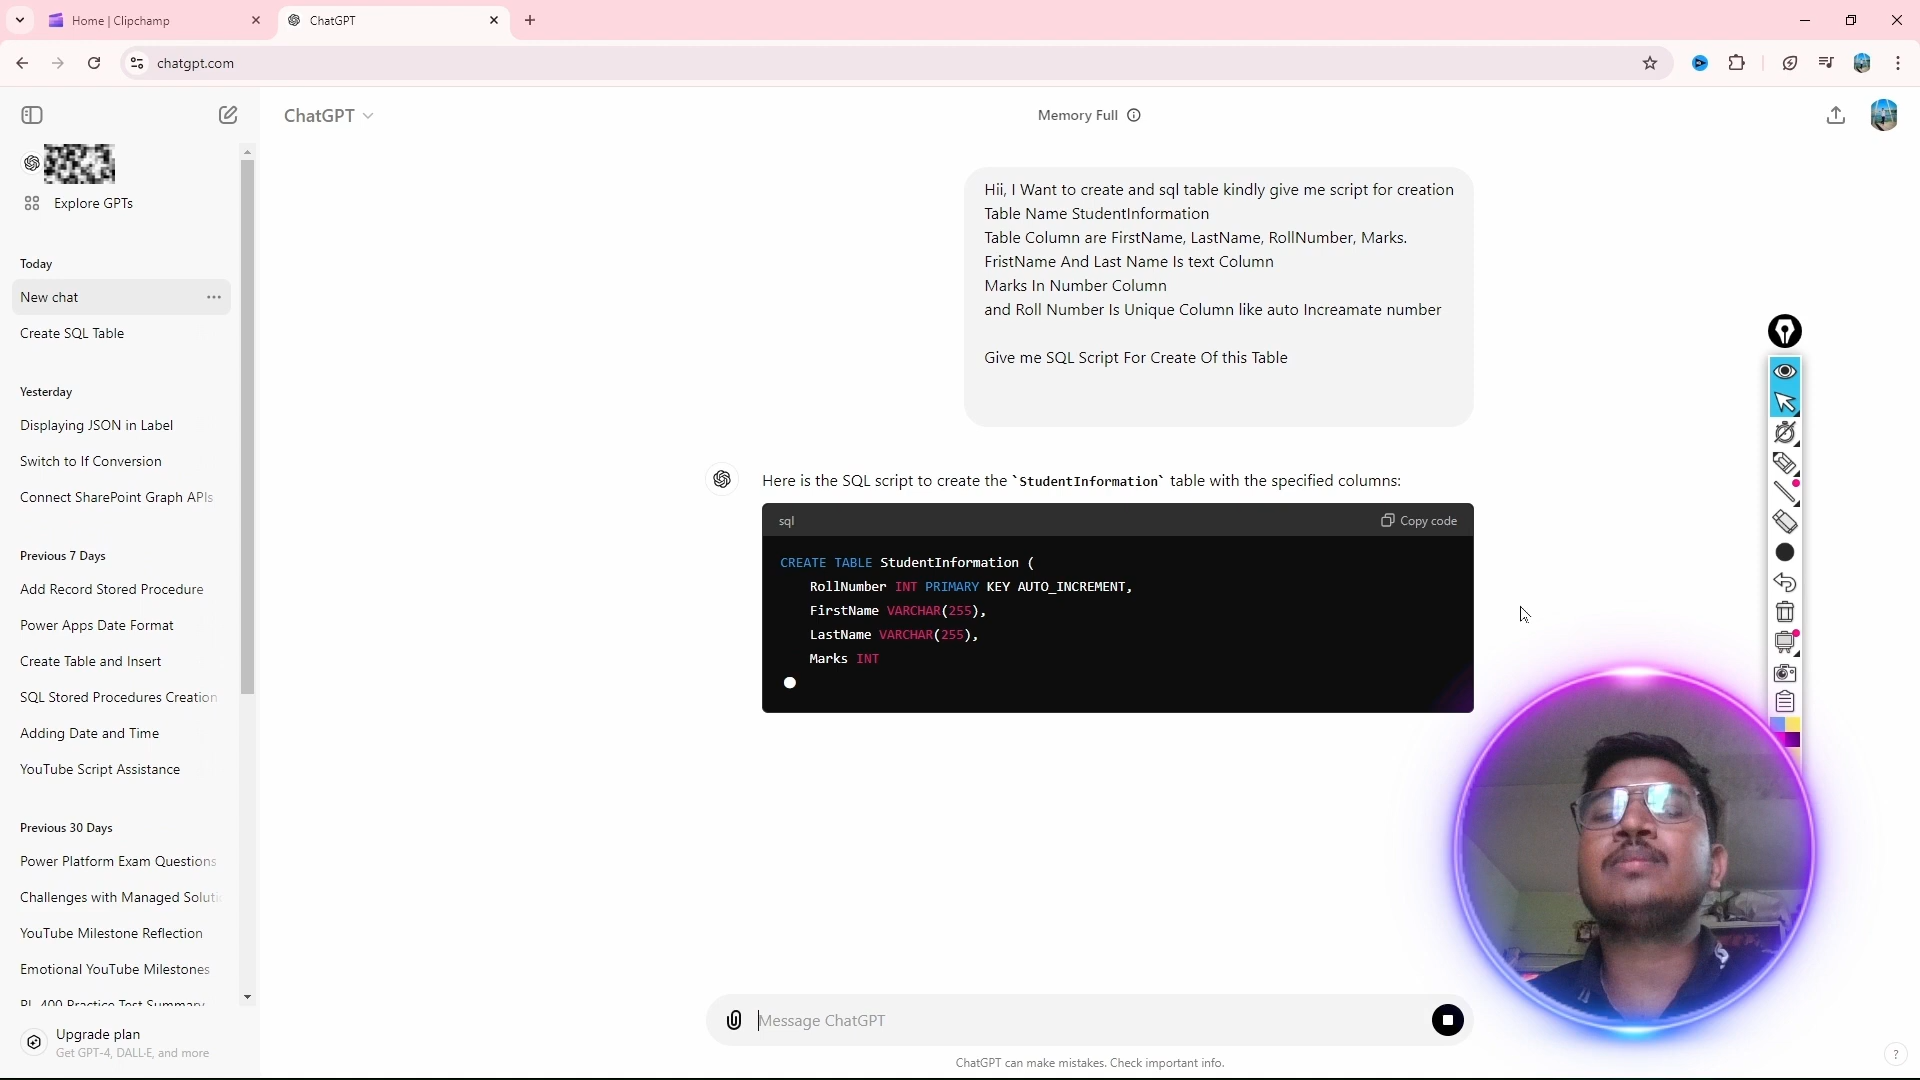 Home | Clipchamp
ChatGPT
chatgpt.com
ChatGPT
Memory Full
Explore GPTs
Today
New chat
Create SQL Table
Yesterday
Displaying JSON in Label
Switch to If Conversion
Connect SharePoint Graph APIs
Previous 7 Days
Add Record Stored Procedure
Power Apps Date Format
Create Table and Insert
SQL Stored Procedures Creation
Adding Date and Time
YouTube Script Assistance
Previous 30 Days
Power Platform Exam Questions
Challenges with Managed Soluti
YouTube Milestone Reflection
Emotional YouTube Milestones
PL-400 Practice Test Summary
Upgrade plan
Get GPT-4, DALL·E, and more
Hii, I Want to create and sql table kindly give me script for creation
Table Name StudentInformation
Table Column are FirstName, LastName, RollNumber, Marks.
FristName And Last Name Is text Column
Marks In Number Column
and Roll Number Is Unique Column like auto Increamate number
Give me SQL Script For Create Of this Table
Here is the SQL script to create the `StudentInformation` table with the specified columns:
sql
Copy code
CREATE TABLE StudentInformation (
RollNumber INT PRIMARY KEY AUTO_INCREMENT,
FirstName VARCHAR(255),
LastName VARCHAR(255),
Marks INT
Message ChatGPT
ChatGPT can make mistakes. Check important info.
?